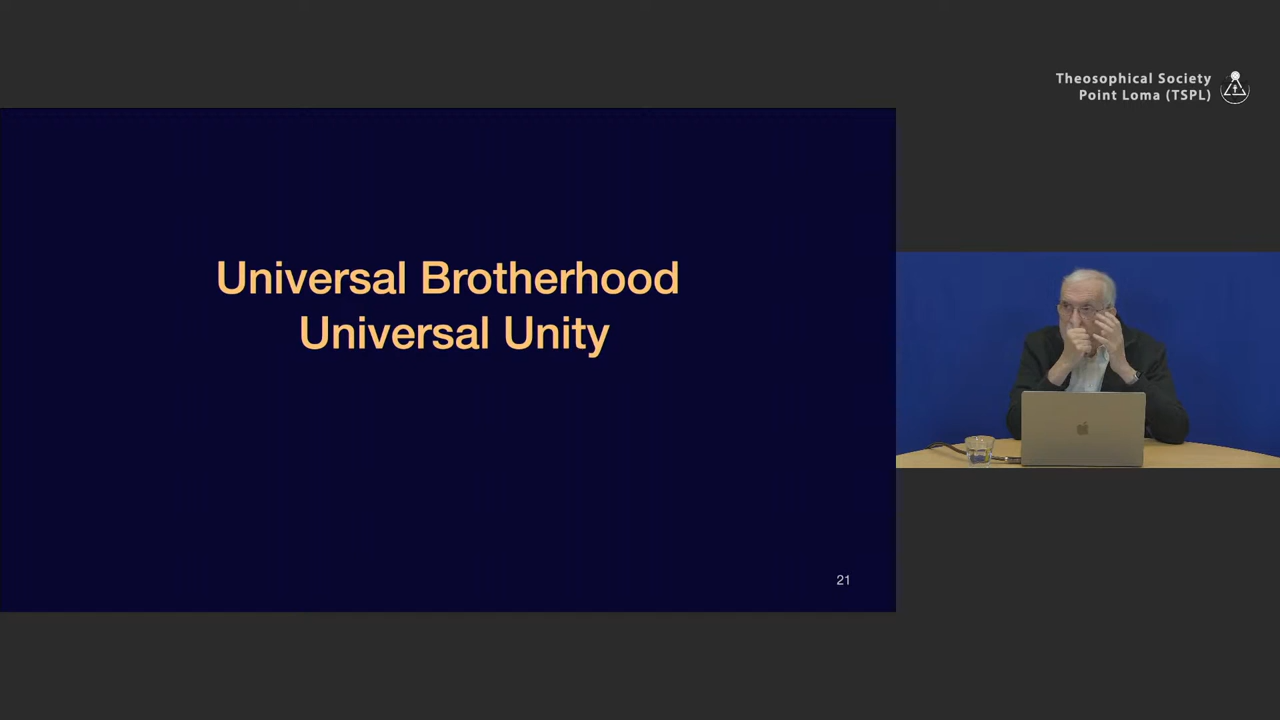 Theosophical Society
Point Loma (TSPL)
Universal Brotherhood
Universal Unity
21